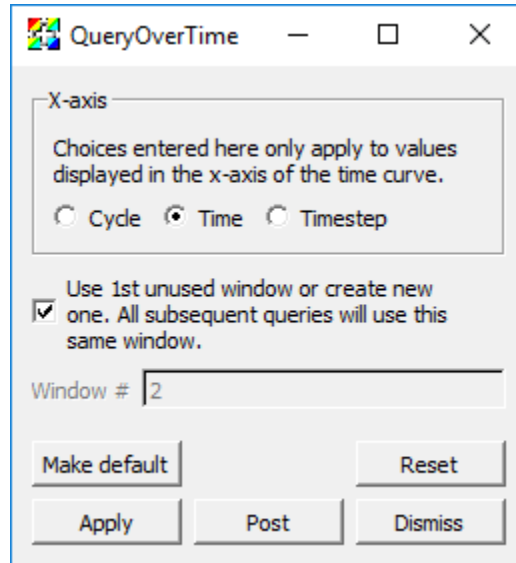 QueryOverTime
X-axis
Choices entered here only apply to values
displayed in the x-axis of the time curve.
Cycle Time Timestep
Use 1st unused window or create new
one. All subsequent queries will use this
same window.
Window # 2
Make default Reset
Apply Post Dismiss